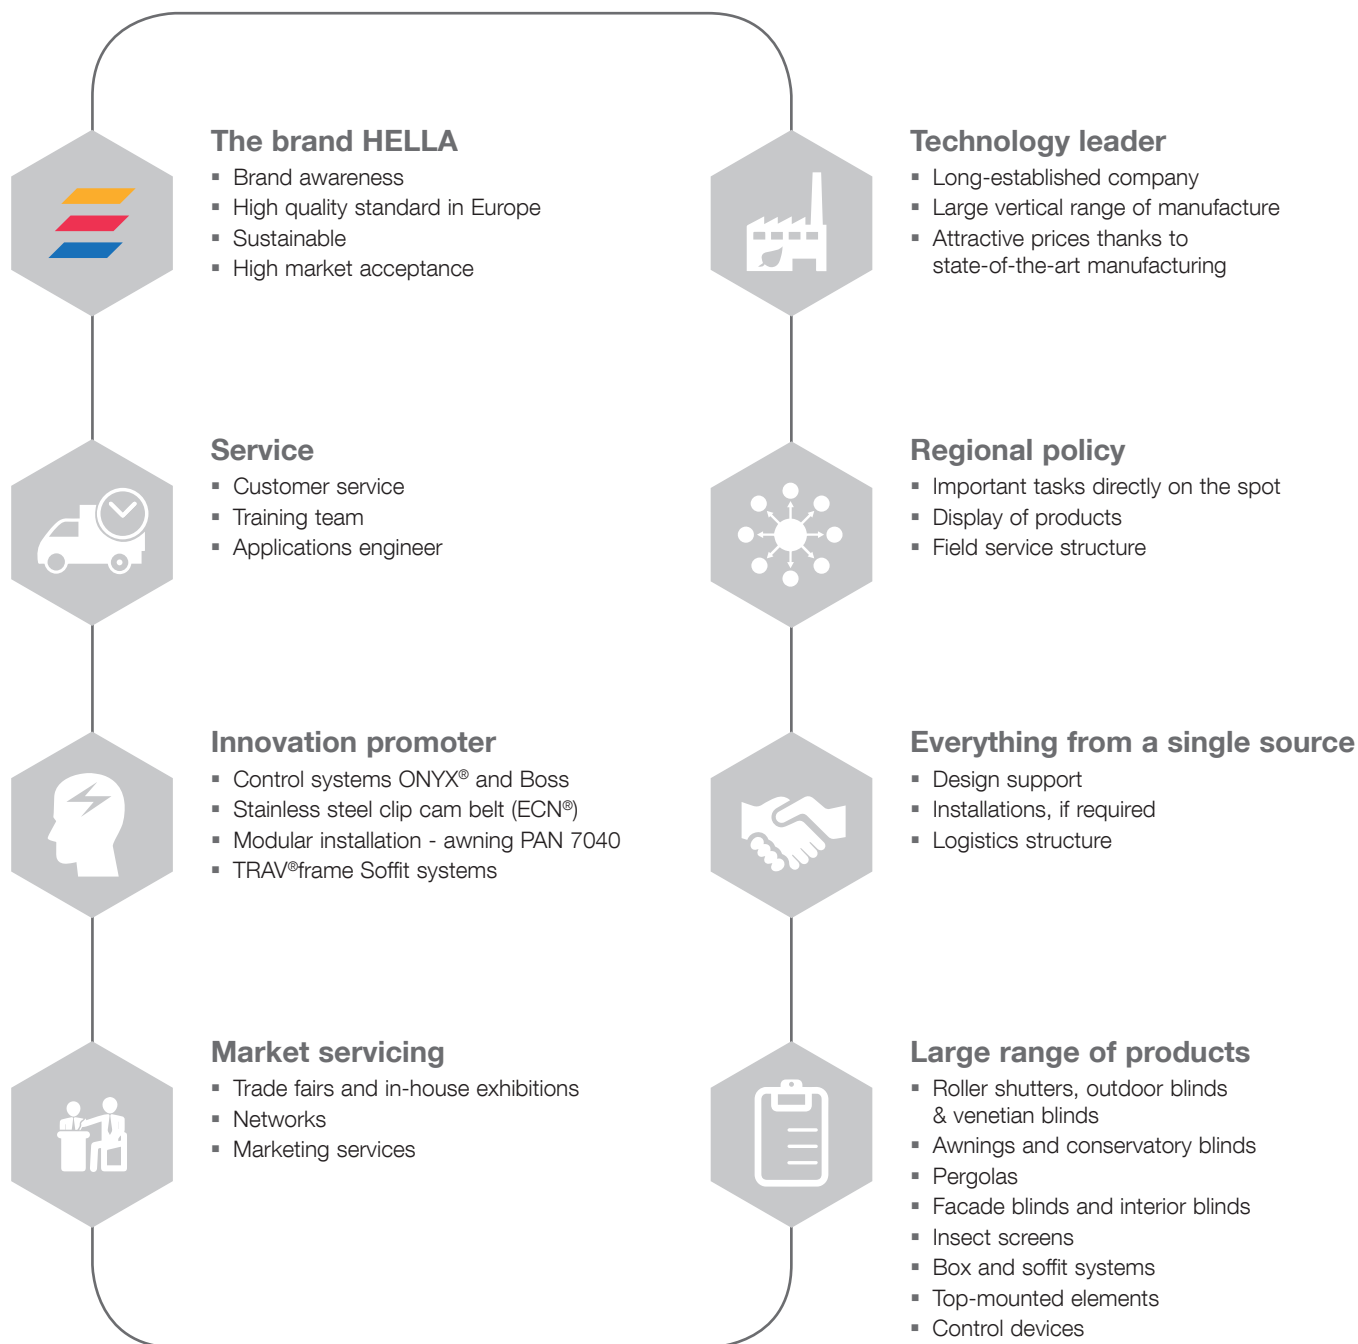 The brand HELLA
▪ Brand awareness
▪ High quality standard in Europe
▪ Sustainable
▪ High market acceptance
Service
▪ Customer service
▪ Training team
▪ Applications engineer
Innovation promoter
▪ Control systems ONYX® and Boss
▪ Stainless steel clip cam belt (ECN®)
▪ Modular installation - awning PAN 7040
▪ TRAV®frame Soffit systems
Market servicing
▪ Trade fairs and in-house exhibitions
▪ Networks
▪ Marketing services
Technology leader
▪ Long-established company
▪ Large vertical range of manufacture
▪ Attractive prices thanks to
state-of-the-art manufacturing
Regional policy
▪ Important tasks directly on the spot
▪ Display of products
▪ Field service structure
Everything from a single source
▪ Design support
▪ Installations, if required
▪ Logistics structure
Large range of products
▪ Roller shutters, outdoor blinds
& venetian blinds
▪ Awnings and conservatory blinds
▪ Pergolas
▪ Facade blinds and interior blinds
▪ Insect screens
▪ Box and soffit systems
▪ Top-mounted elements
▪ Control devices